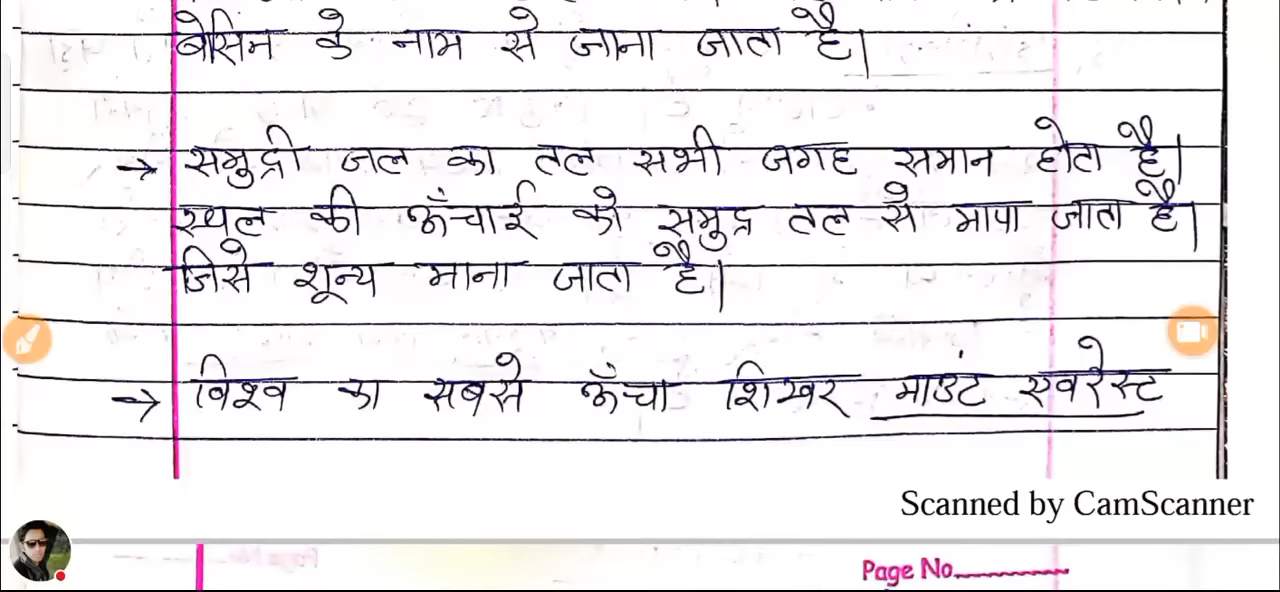 बेसिन के नाम से जाना जाता है।
→ समुद्री जल का तल सभी जगह समान होता है।
स्थल की ऊँचाई को समुद्र तल से मापा जाता है।
जिसे शून्य माना जाता है।
→ विश्व का सबसे ऊँचा शिखर माउंट एवरेस्ट
Scanned by CamScanner
Page No.